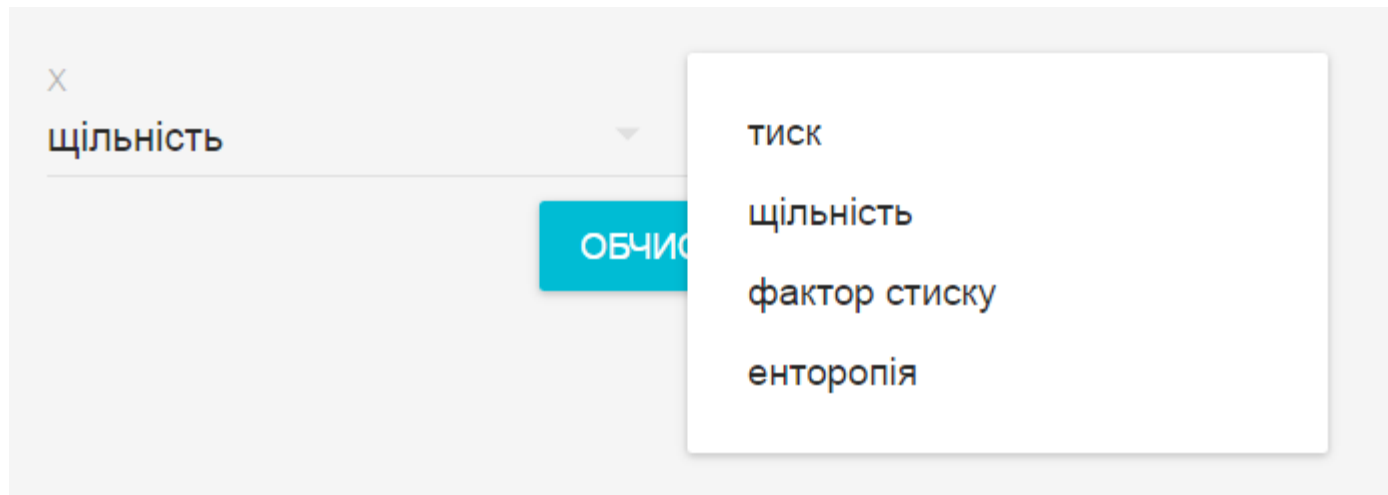 X
щільність
ОБЧИС
тиск
щільність
фактор стиску
енторопія